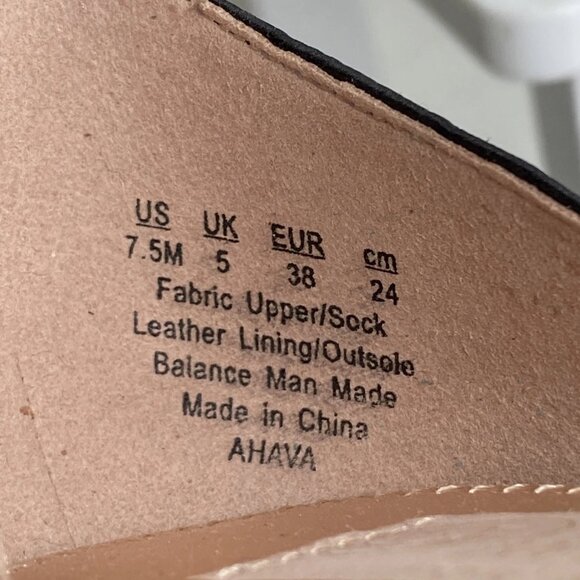 US UK EUR cm
7.5M 5 38 24
Fabric Upper/Sock
Leather Lining/Outsole
Balance Man Made
Made in China
AHAVA